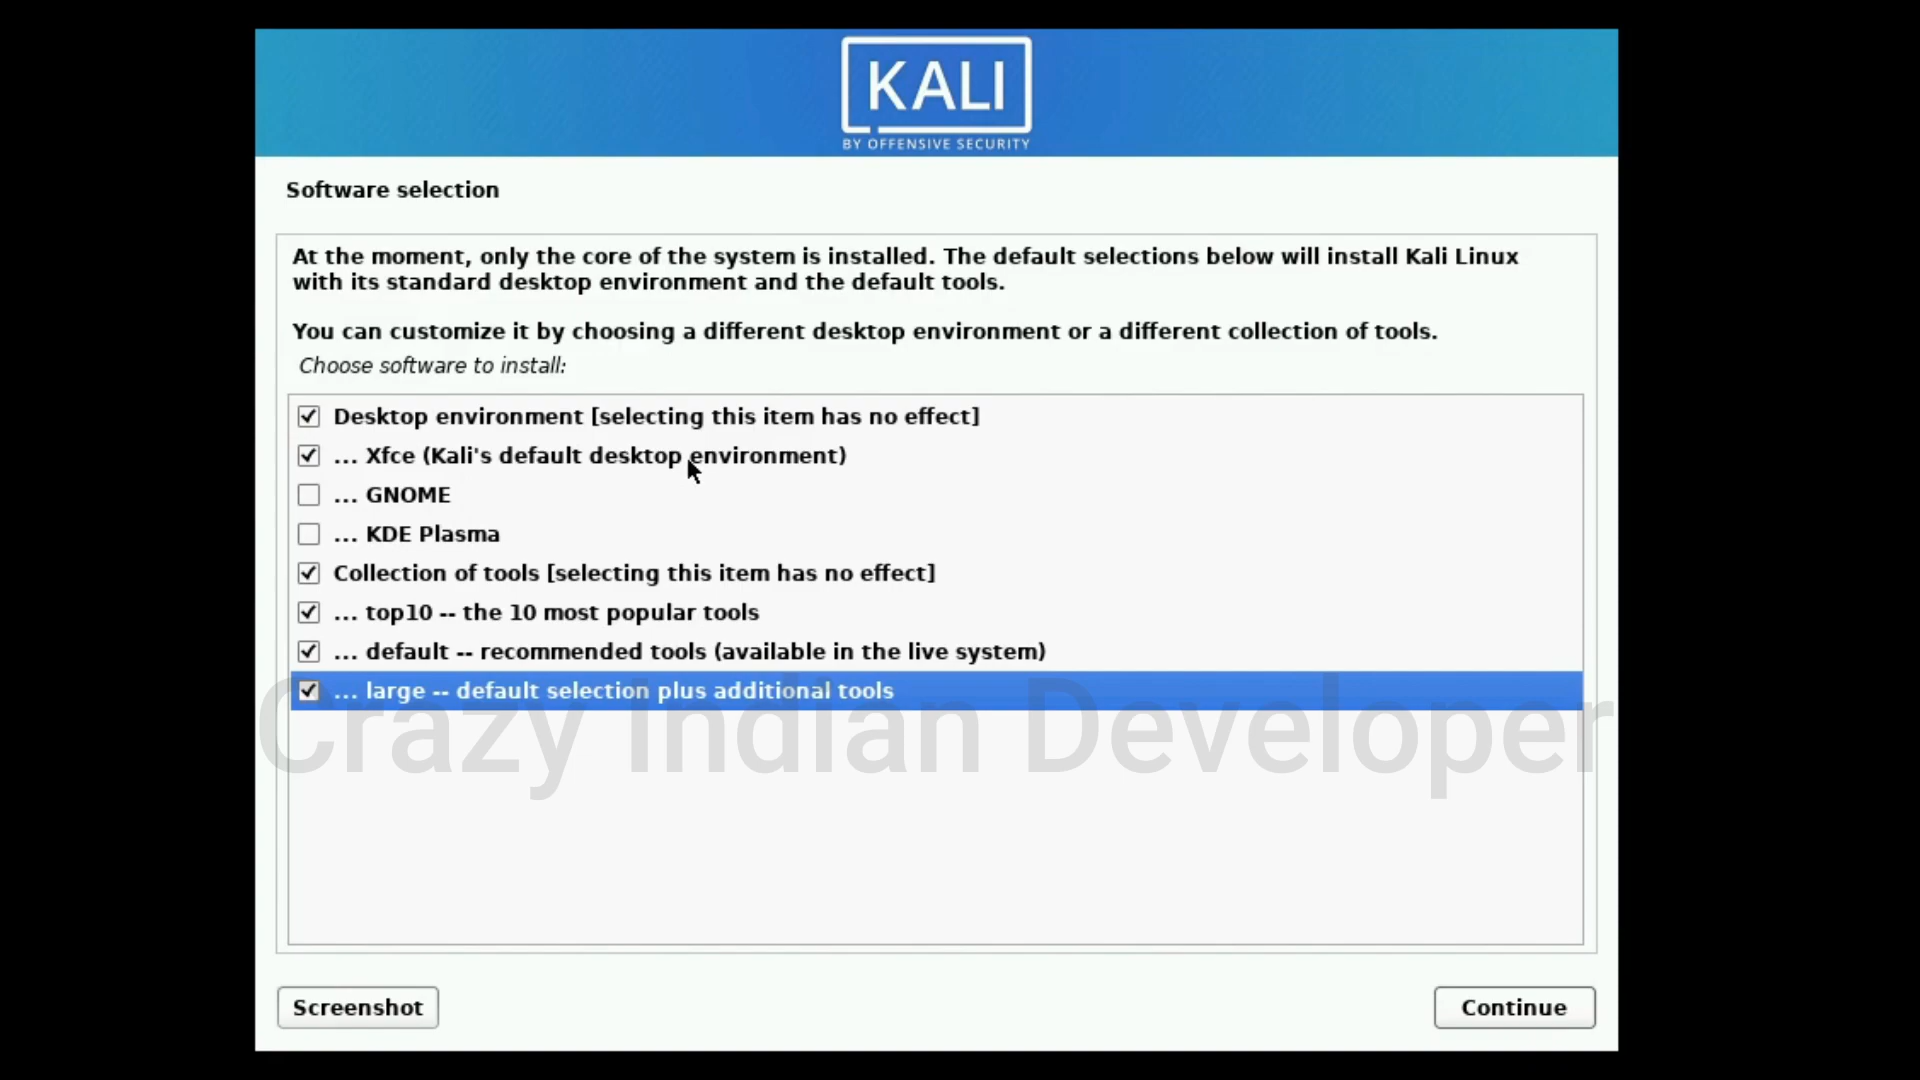 KALI
BY OFFENSIVE SECURITY
Software selection
At the moment, only the core of the system is installed. The default selections below will install Kali Linux
with its standard desktop environment and the default tools.
You can customize it by choosing a different desktop environment or a different collection of tools.
Choose software to install:
Desktop environment [selecting this item has no effect]
... Xfce (Kali's default desktop environment)
... GNOME
... KDE Plasma
Collection of tools [selecting this item has no effect]
... top10 -- the 10 most popular tools
... default -- recommended tools (available in the live system)
... large -- default selection plus additional tools
Crazy Indian Developer
Screenshot
Continue